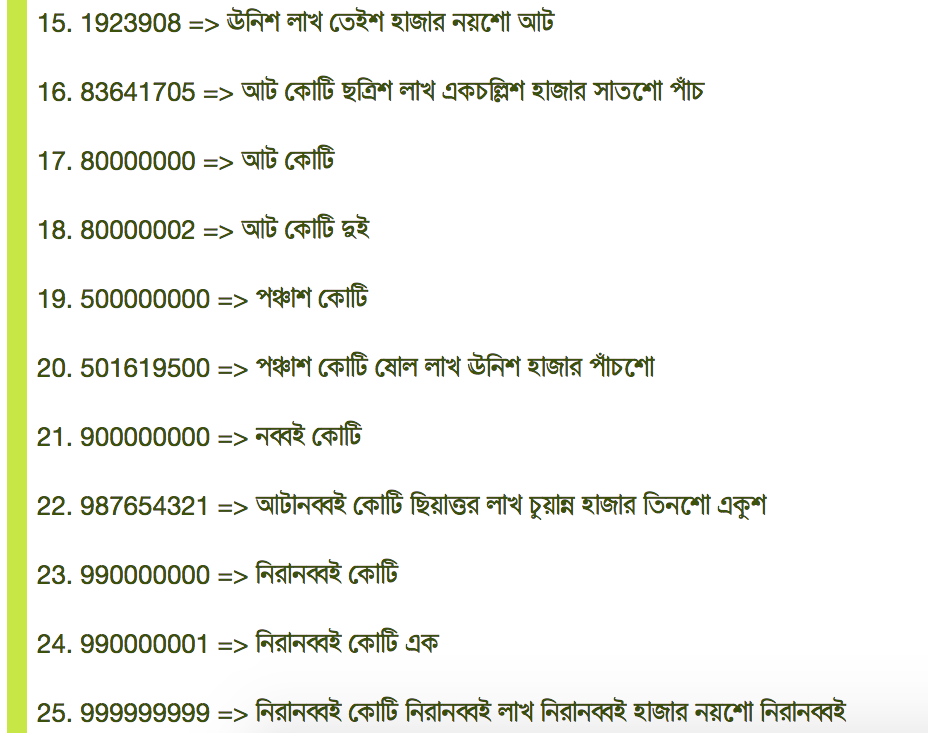 15. 1923908 => ঊনিশ লাখ তেইশ হাজার নয়শো আট
16. 83641705 => আট কোটি ছত্রিশ লাখ একচল্লিশ হাজার সাতশো পাঁচ
17. 80000000 => আট কোটি
18. 80000002 => আট কোটি দুই
19. 500000000 => পঞ্চাশ কোটি
20. 501619500 => পঞ্চাশ কোটি ষোল লাখ ঊনিশ হাজার পাঁচশো
21. 900000000 => নব্বই কোটি
22. 987654321 => আটানব্বই কোটি ছিয়াত্তর লাখ চুয়ান্ন হাজার তিনশো একুশ
23. 990000000 => নিরানব্বই কোটি
24. 990000001 => নিরানব্বই কোটি এক
25. 999999999 => নিরানব্বই কোটি নিরানব্বই লাখ নিরানব্বই হাজার নয়শো নিরানব্বই